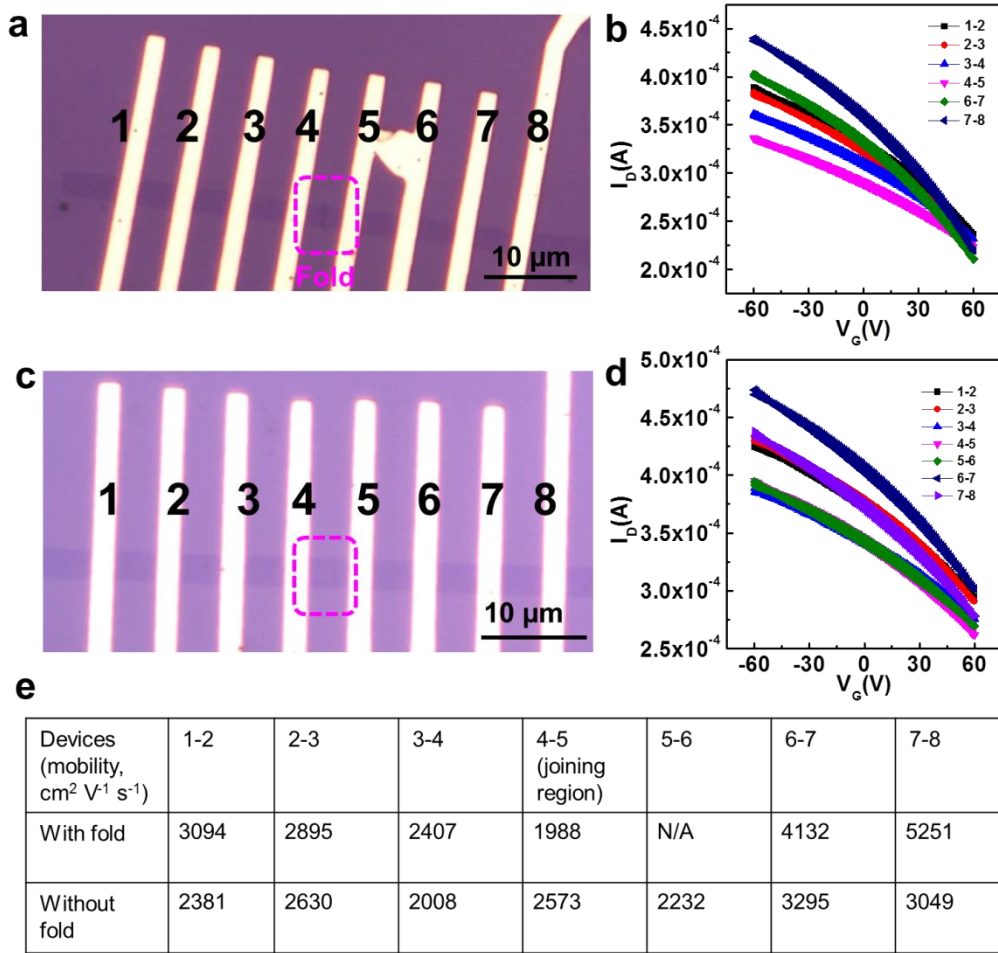 a
1 2 3 4 5 6 7 8
Fold
10 µm
b
I_D(A)
4.5x10⁻⁴
4.0x10⁻⁴
3.5x10⁻⁴
3.0x10⁻⁴
2.5x10⁻⁴
2.0x10⁻⁴
-60 -30 0 30 60
V_G(V)
1-2
2-3
3-4
4-5
6-7
7-8
c
1 2 3 4 5 6 7 8
10 µm
d
I_D(A)
5.0x10⁻⁴
4.5x10⁻⁴
4.0x10⁻⁴
3.5x10⁻⁴
3.0x10⁻⁴
2.5x10⁻⁴
-60 -30 0 30 60
V_G(V)
1-2
2-3
3-4
4-5
5-6
6-7
7-8
e
Devices (mobility, cm² V⁻¹ s⁻¹) 1-2 2-3 3-4 4-5 (joining region) 5-6 6-7 7-8
With fold 3094 2895 2407 1988 N/A 4132 5251
Without fold 2381 2630 2008 2573 2232 3295 3049